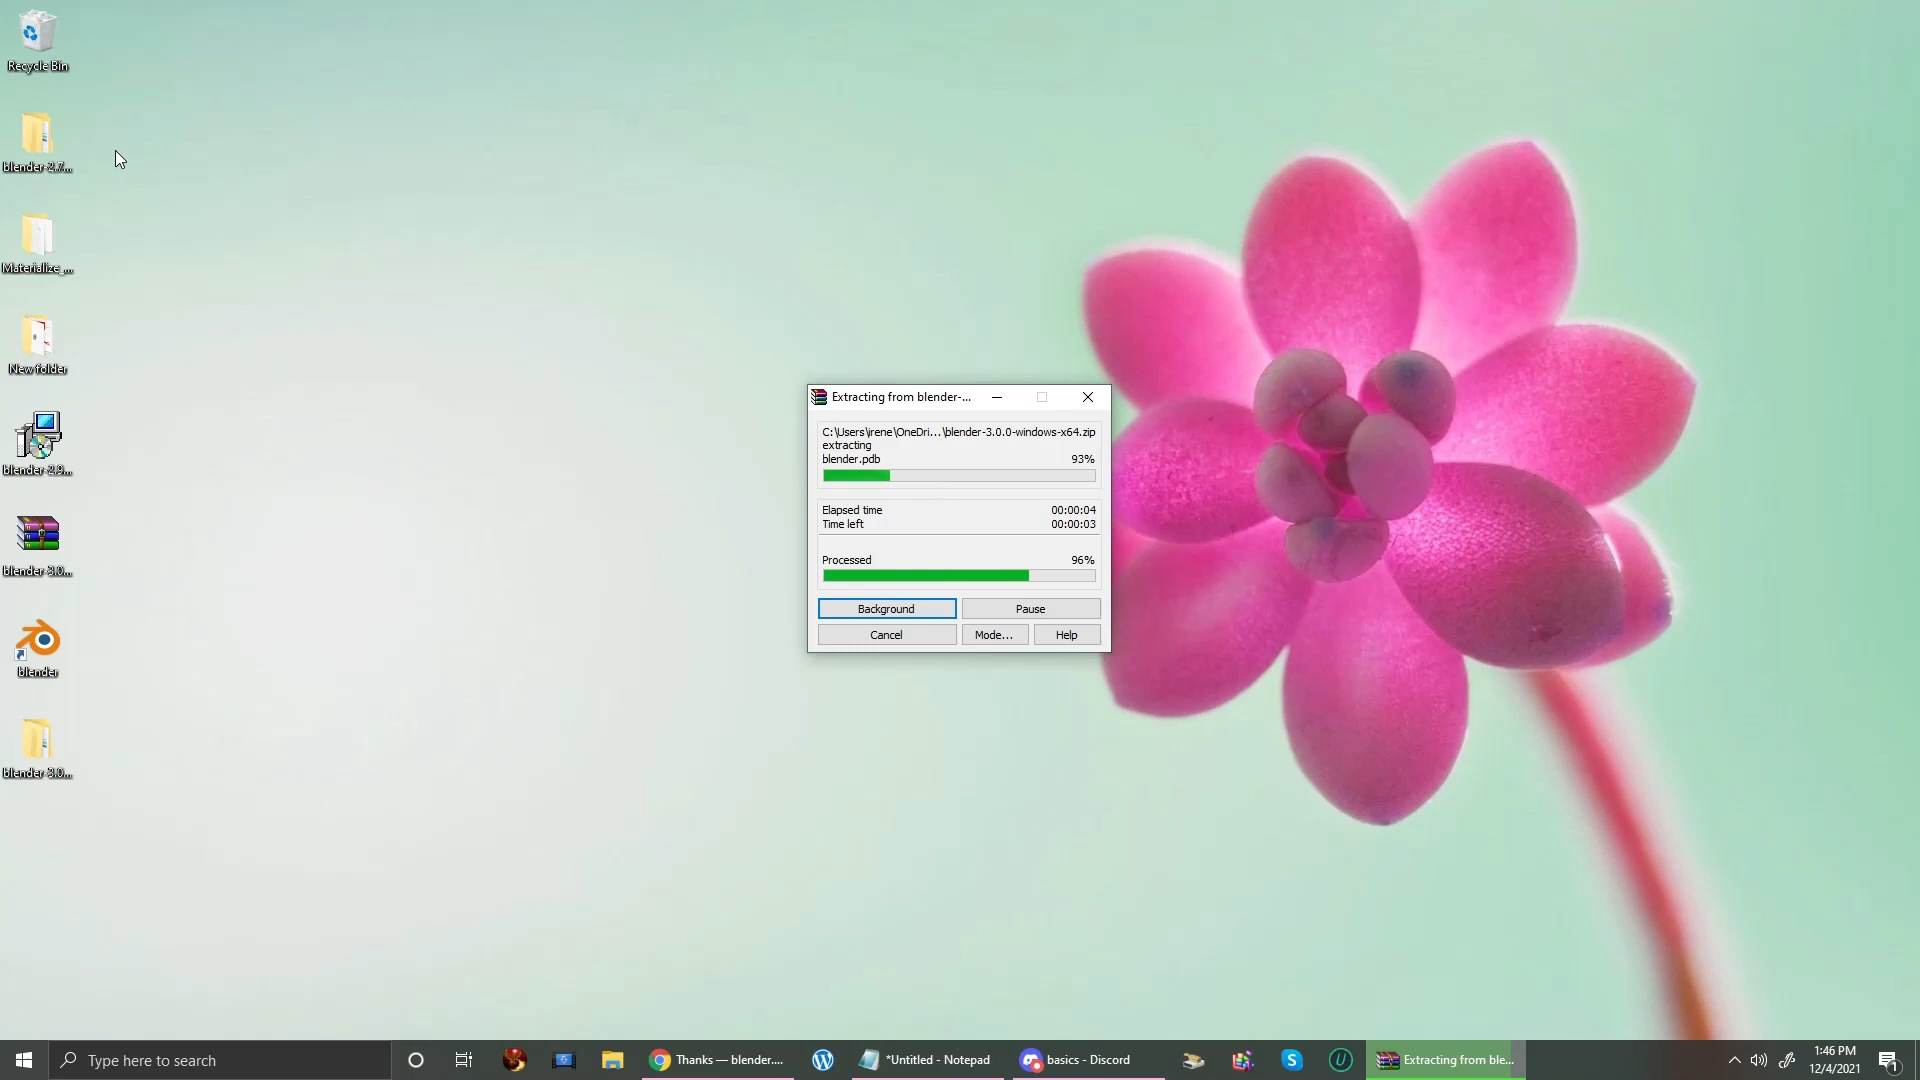 Recycle Bin
blender-2.7...
Materialize_...
New folder
blender-2.9...
blender-3.0...
blender
blender-3.0...
Extracting from blender-...
C:\Users\irene\OneDri...\blender-3.0.0-windows-x64.zip
extracting
blender.pdb 93%
Elapsed time 00:00:04
Time left 00:00:03
Processed 96%
Background Pause
Cancel Mode... Help
Type here to search
Thanks — blender....
*Untitled - Notepad
basics - Discord
Extracting from ble...
1:46 PM
12/4/2021
1